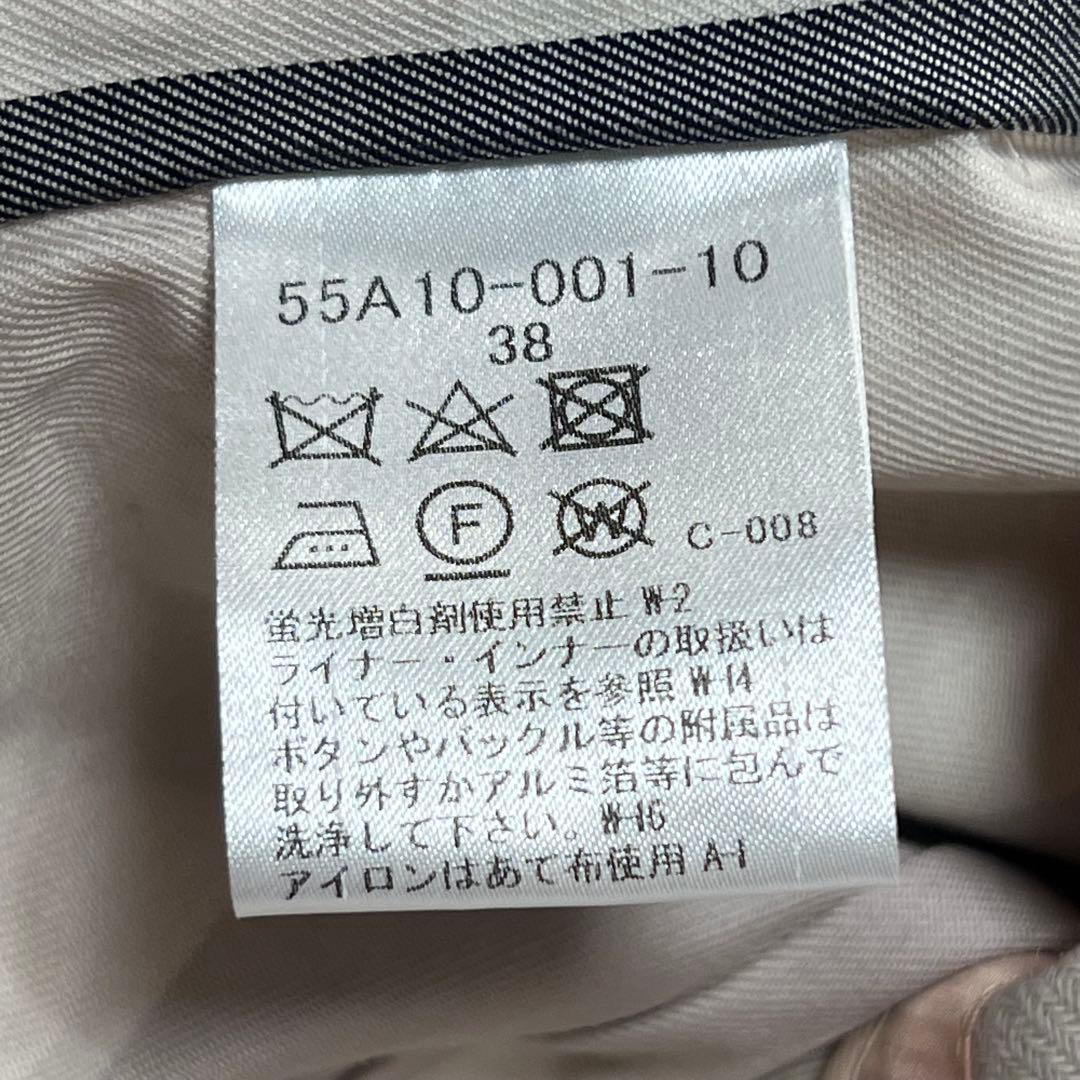 55A10-001-10
38
F W C-008
蛍光増白剤使用禁止 W-2
ライナー・インナーの取扱いは
付いている表示を参照 W-14
ボタンやバックル等の附属品は
取り外すかアルミ箔等に包んで
洗浄して下さい。W-16
アイロンはあて布使用 A-1